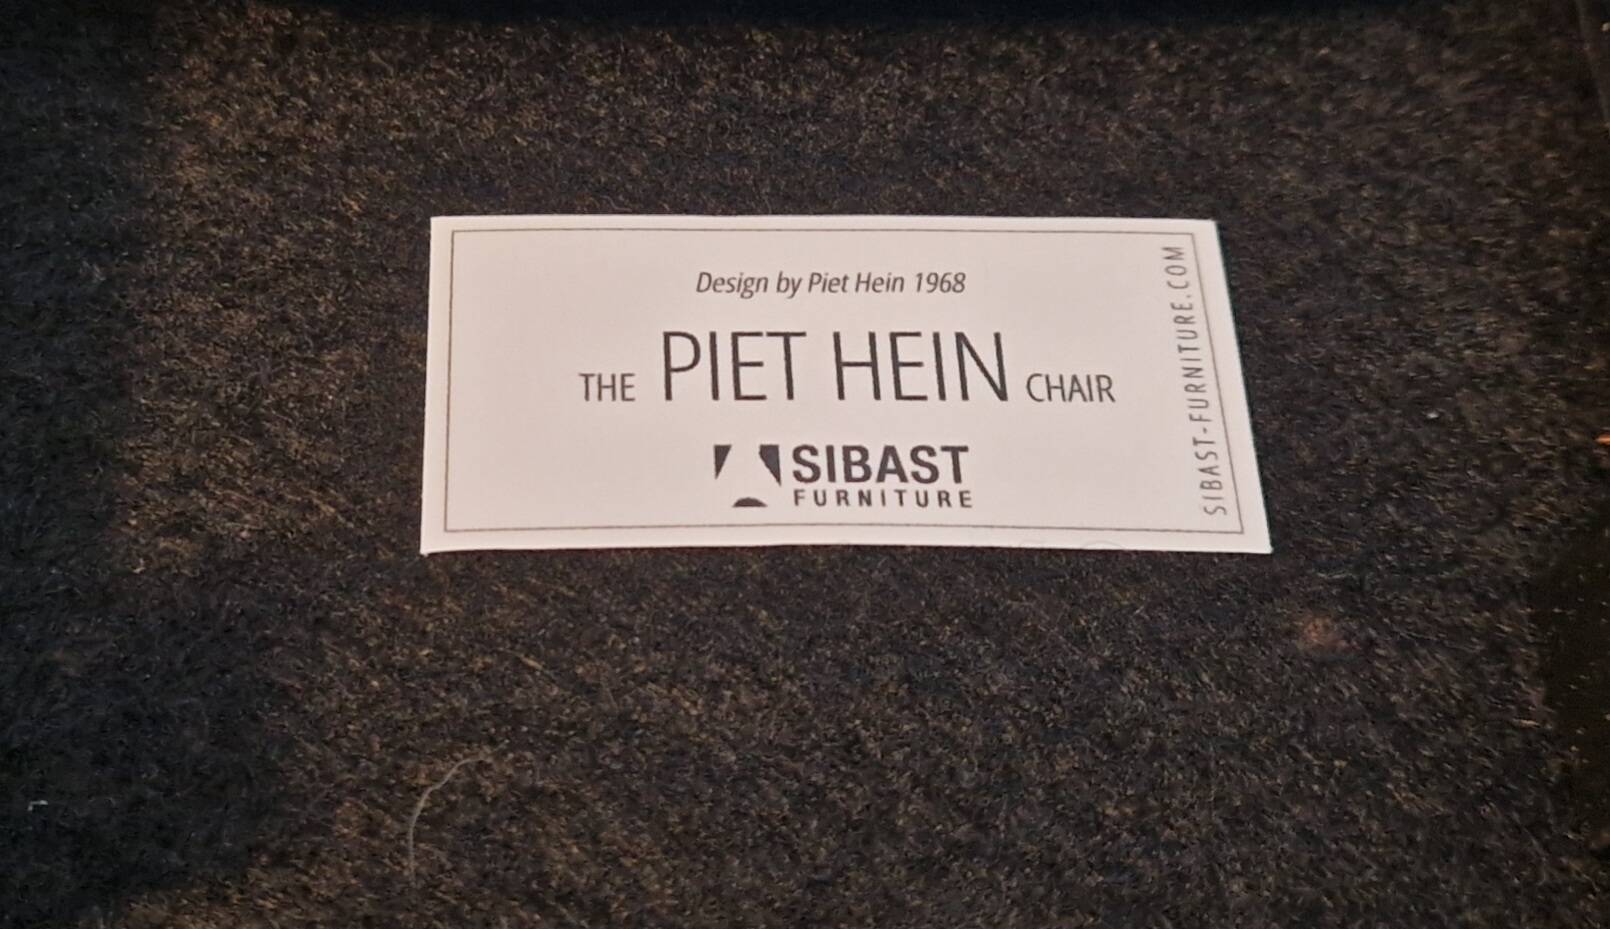 Design by Piet Hein 1968
THE PIET HEIN CHAIR
SIBAST
FURNITURE
SIBAST-FURNITURE.COM